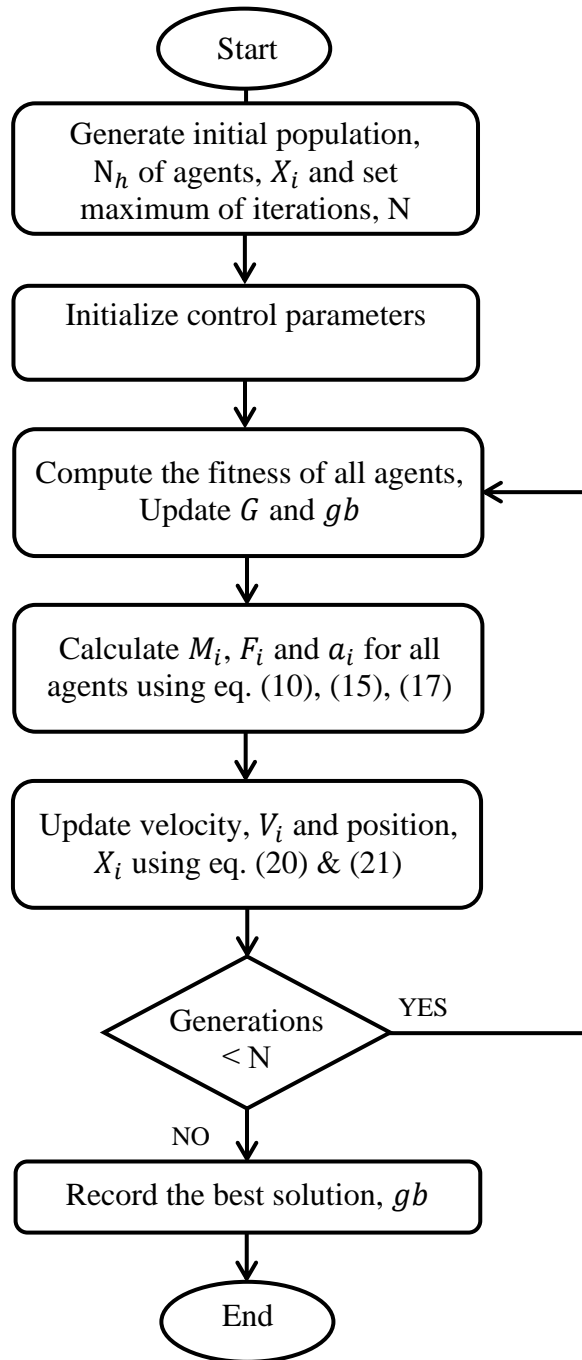 Start
Generate initial population,
Nₕ of agents, 𝑋ᵢ and set
maximum of iterations, N
Initialize control parameters
Compute the fitness of all agents,
Update 𝐺 and 𝑔𝑏
Calculate 𝑀ᵢ, 𝐹ᵢ and 𝑎ᵢ for all
agents using eq. (10), (15), (17)
Update velocity, 𝑉ᵢ and position,
𝑋ᵢ using eq. (20) & (21)
Generations
< N
YES
NO
Record the best solution, 𝑔𝑏
End